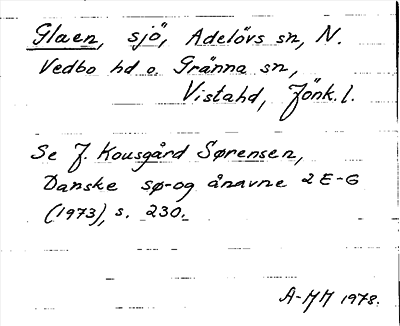 Glaen, sjö, Adelövs sn, N.
Vedbo hd o. Gränna sn,
Vistahd, Jönk. l.
Se J. Kousgård Sørensen,
Danske sø- og ånavne 2 E-G
(1973), s. 230.
A-MM 1978.